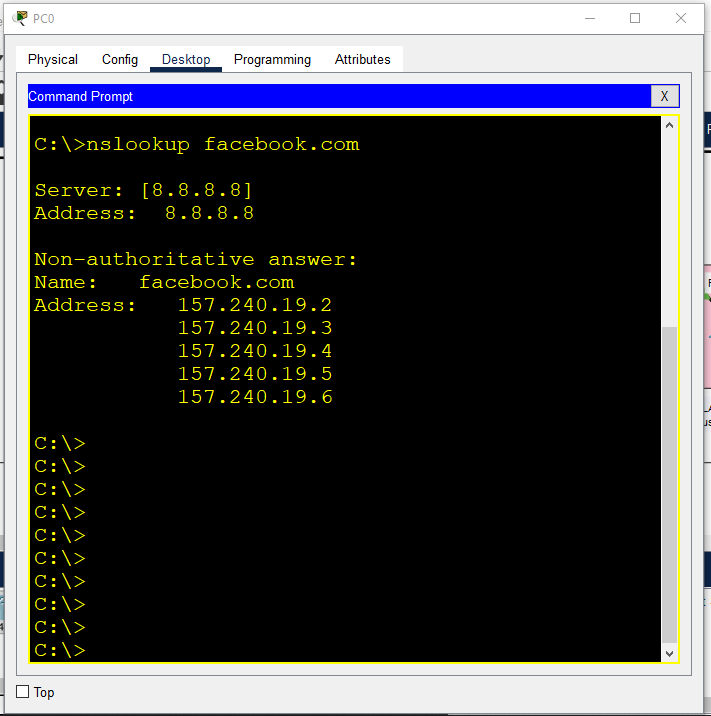 PC0
Physical Config Desktop Programming Attributes
Command Prompt X
C:\>nslookup facebook.com
Server: [8.8.8.8]
Address:  8.8.8.8
Non-authoritative answer:
Name:   facebook.com
Address:   157.240.19.2
157.240.19.3
157.240.19.4
157.240.19.5
157.240.19.6
C:\>
C:\>
C:\>
C:\>
C:\>
C:\>
C:\>
C:\>
C:\>
C:\>
Top